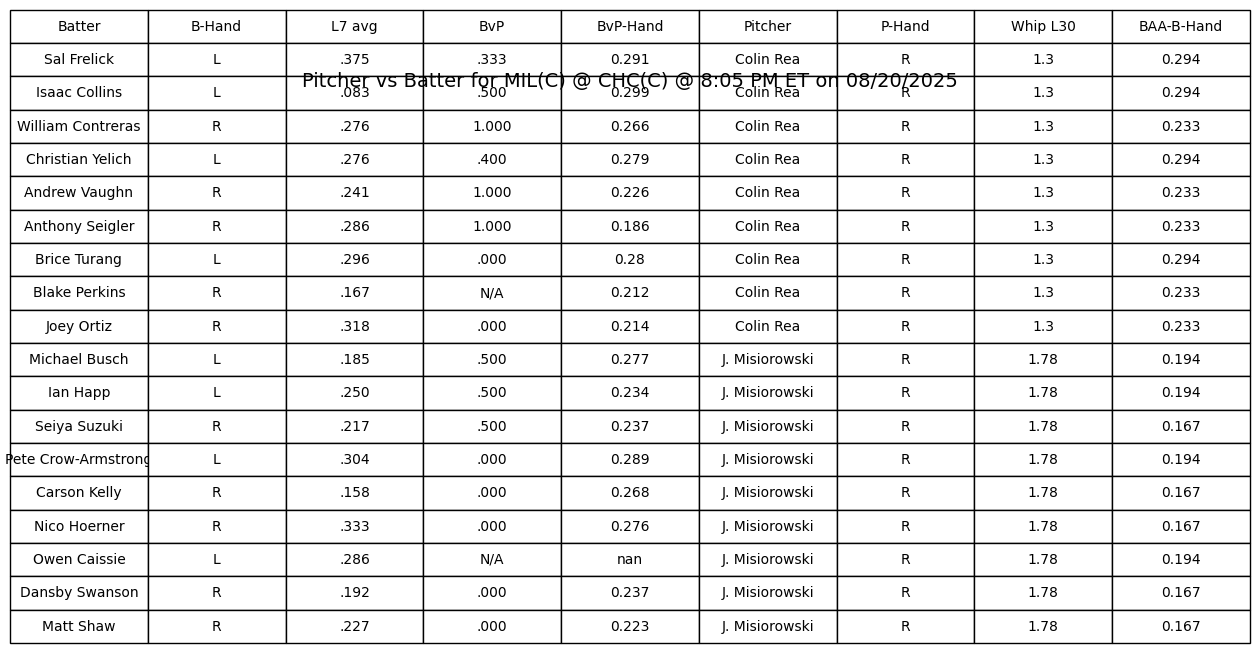 Batter B-Hand L7 avg BvP BvP-Hand Pitcher P-Hand Whip L30 BAA-B-Hand
Sal Frelick L .375 .333 0.291 Colin Rea R 1.3 0.294
Pitcher vs Batter for MIL(C) @ CHC(C) @ 8:05 PM ET on 08/20/2025
Isaac Collins L .083 .500 0.299 Colin Rea R 1.3 0.294
William Contreras R .276 1.000 0.266 Colin Rea R 1.3 0.233
Christian Yelich L .276 .400 0.279 Colin Rea R 1.3 0.294
Andrew Vaughn R .241 1.000 0.226 Colin Rea R 1.3 0.233
Anthony Seigler R .286 1.000 0.186 Colin Rea R 1.3 0.233
Brice Turang L .296 .000 0.28 Colin Rea R 1.3 0.294
Blake Perkins R .167 N/A 0.212 Colin Rea R 1.3 0.233
Joey Ortiz R .318 .000 0.214 Colin Rea R 1.3 0.233
Michael Busch L .185 .500 0.277 J. Misiorowski R 1.78 0.194
Ian Happ L .250 .500 0.234 J. Misiorowski R 1.78 0.194
Seiya Suzuki R .217 .500 0.237 J. Misiorowski R 1.78 0.167
Pete Crow-Armstrong L .304 .000 0.289 J. Misiorowski R 1.78 0.194
Carson Kelly R .158 .000 0.268 J. Misiorowski R 1.78 0.167
Nico Hoerner R .333 .000 0.276 J. Misiorowski R 1.78 0.167
Owen Caissie L .286 N/A nan J. Misiorowski R 1.78 0.194
Dansby Swanson R .192 .000 0.237 J. Misiorowski R 1.78 0.167
Matt Shaw R .227 .000 0.223 J. Misiorowski R 1.78 0.167